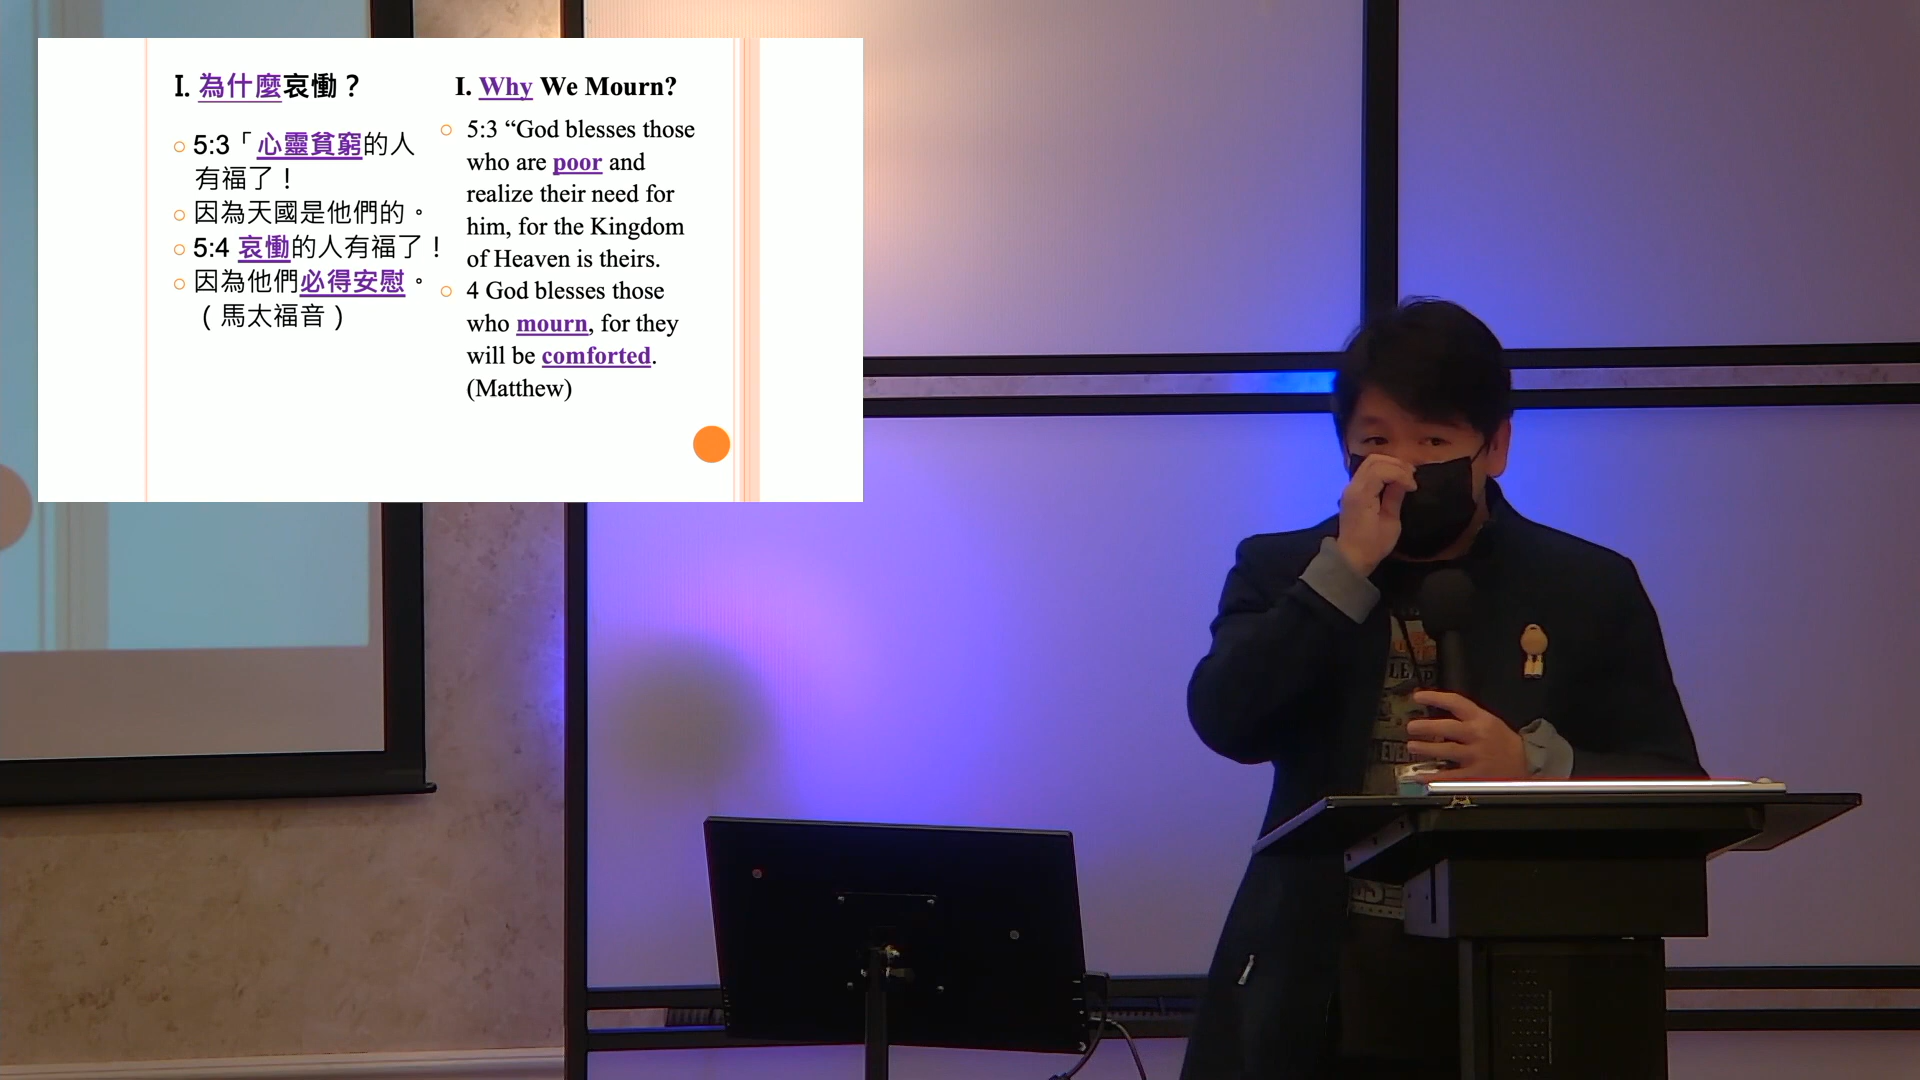 I. 為什麼哀慟？
5:3「心靈貧窮的人
有福了！
因為天國是他們的。
5:4 哀慟的人有福了！
因為他們必得安慰。
（馬太福音）
I. Why We Mourn?
5:3 “God blesses those
who are poor and
realize their need for
him, for the Kingdom
of Heaven is theirs.
4 God blesses those
who mourn, for they
will be comforted.
(Matthew)